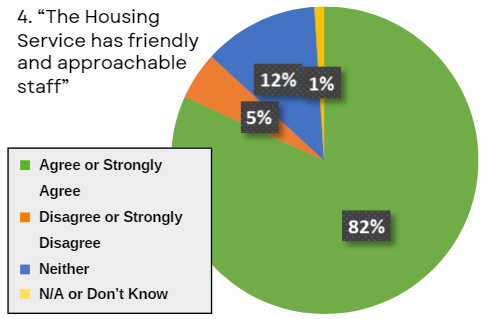 4. “The Housing
Service has friendly
and approachable
staff”
12%
1%
5%
82%
Agree or Strongly
Agree
Disagree or Strongly
Disagree
Neither
N/A or Don’t Know